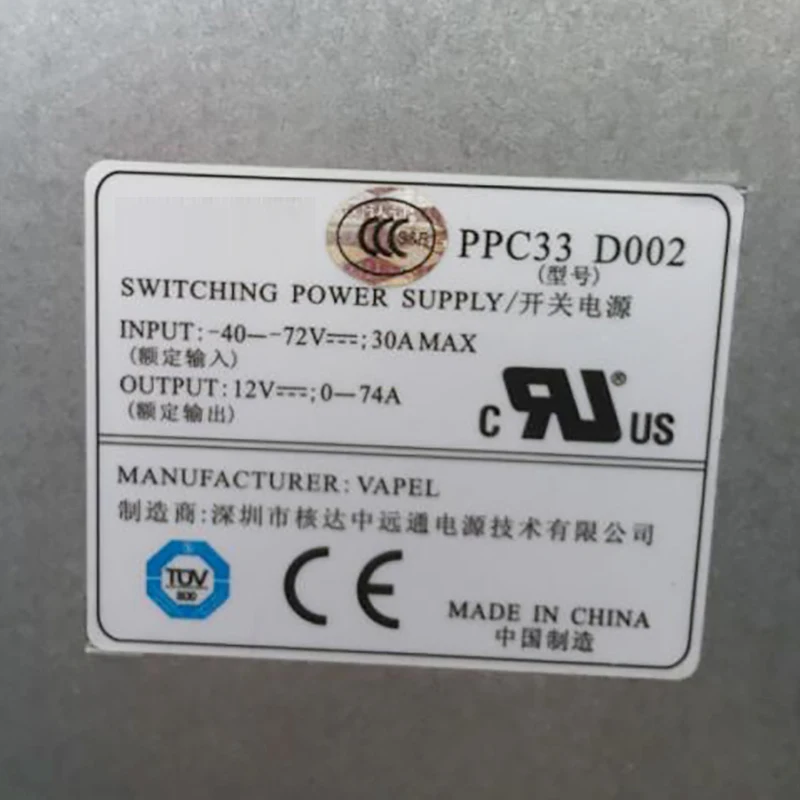 PPC33 D002
(型号)
SWITCHING POWER SUPPLY/开关电源
INPUT:-40—-72V⎓;30A MAX
(额定输入)
OUTPUT:12V⎓;0—74A
(额定输出)
C RU® US
MANUFACTURER: VAPEL
制造商:深圳市核达中远通电源技术有限公司
TÜV
CE
MADE IN CHINA
中国制造